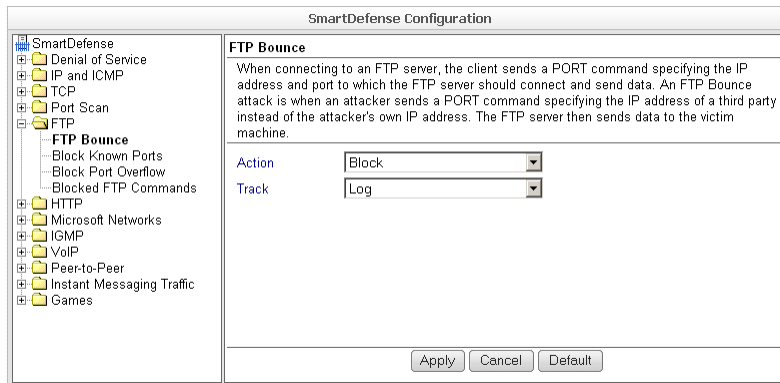 SmartDefense Configuration
SmartDefense
Denial of Service
IP and ICMP
TCP
Port Scan
FTP
FTP Bounce
Block Known Ports
Block Port Overflow
Blocked FTP Commands
HTTP
Microsoft Networks
IGMP
VoIP
Peer-to-Peer
Instant Messaging Traffic
Games
FTP Bounce
When connecting to an FTP server, the client sends a PORT command specifying the IP
address and port to which the FTP server should connect and send data. An FTP Bounce
attack is when an attacker sends a PORT command specifying the IP address of a third party
instead of the attacker's own IP address. The FTP server then sends data to the victim
machine.
Action Block
Track Log
Apply Cancel Default